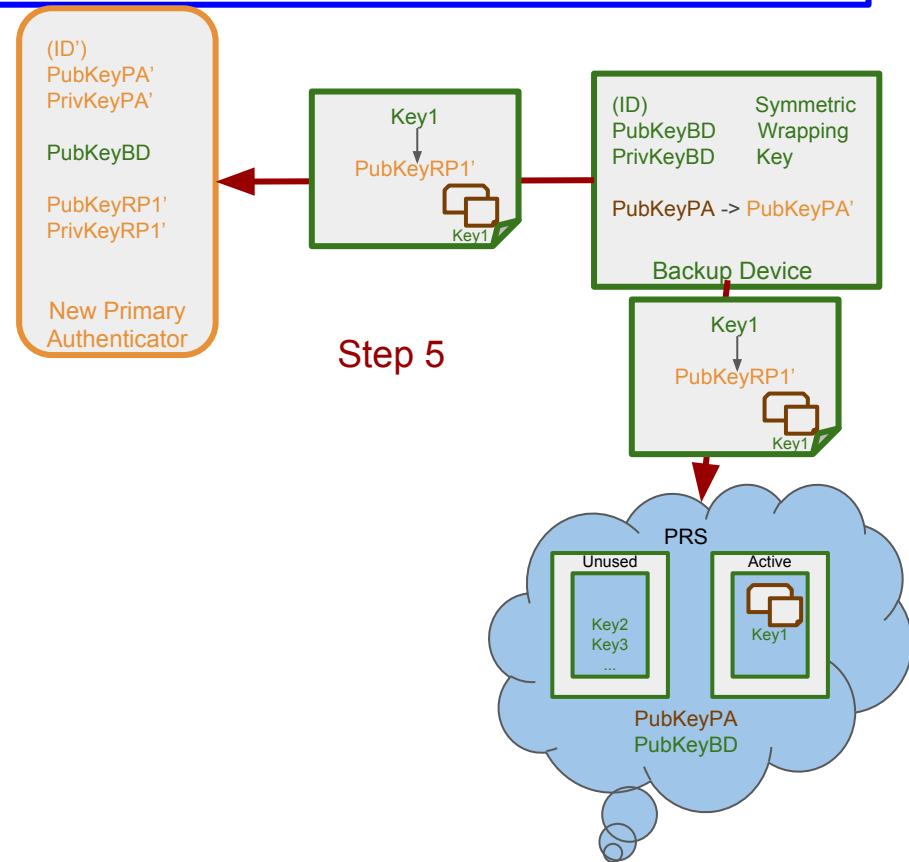 (ID')
PubKeyPA'
PrivKeyPA'
PubKeyBD
PubKeyRP1'
PrivKeyRP1'
New Primary
Authenticator
Key1
PubKeyRP1'
Key1
(ID) Symmetric
PubKeyBD Wrapping
PrivKeyBD Key
PubKeyPA -> PubKeyPA'
Backup Device
Step 5
Key1
PubKeyRP1'
Key1
PRS
Unused
Key2
Key3
...
Active
Key1
PubKeyPA
PubKeyBD